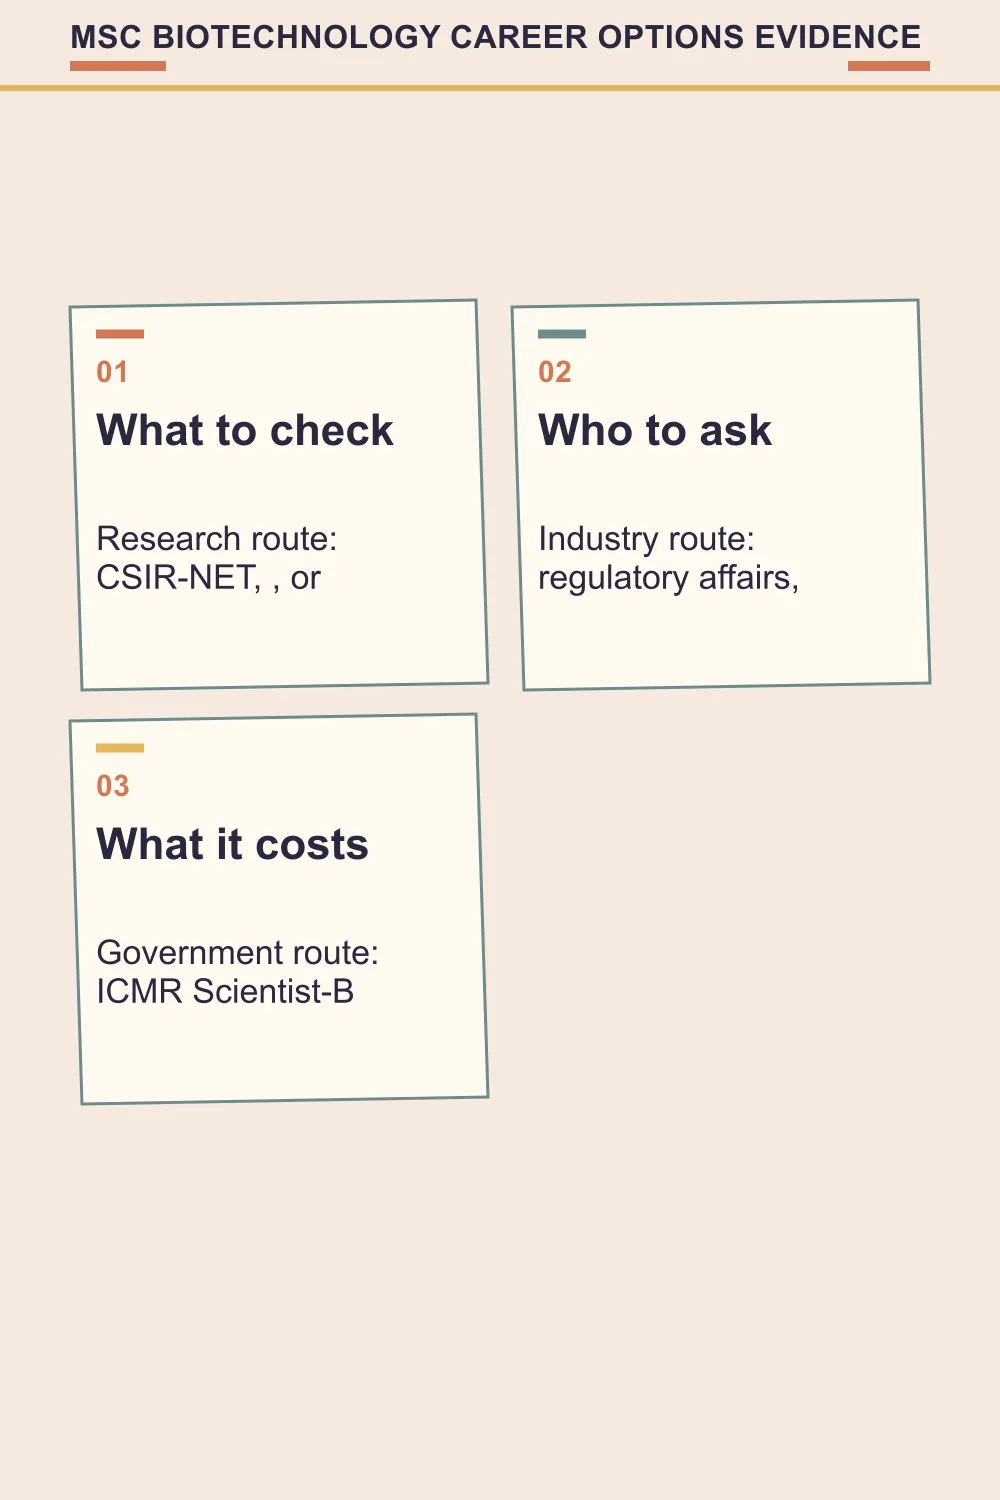 MSC BIOTECHNOLOGY CAREER OPTIONS EVIDENCE
01
What to check
Research route:
CSIR-NET, , or
02
Who to ask
Industry route:
regulatory affairs,
03
What it costs
Government route:
ICMR Scientist-B